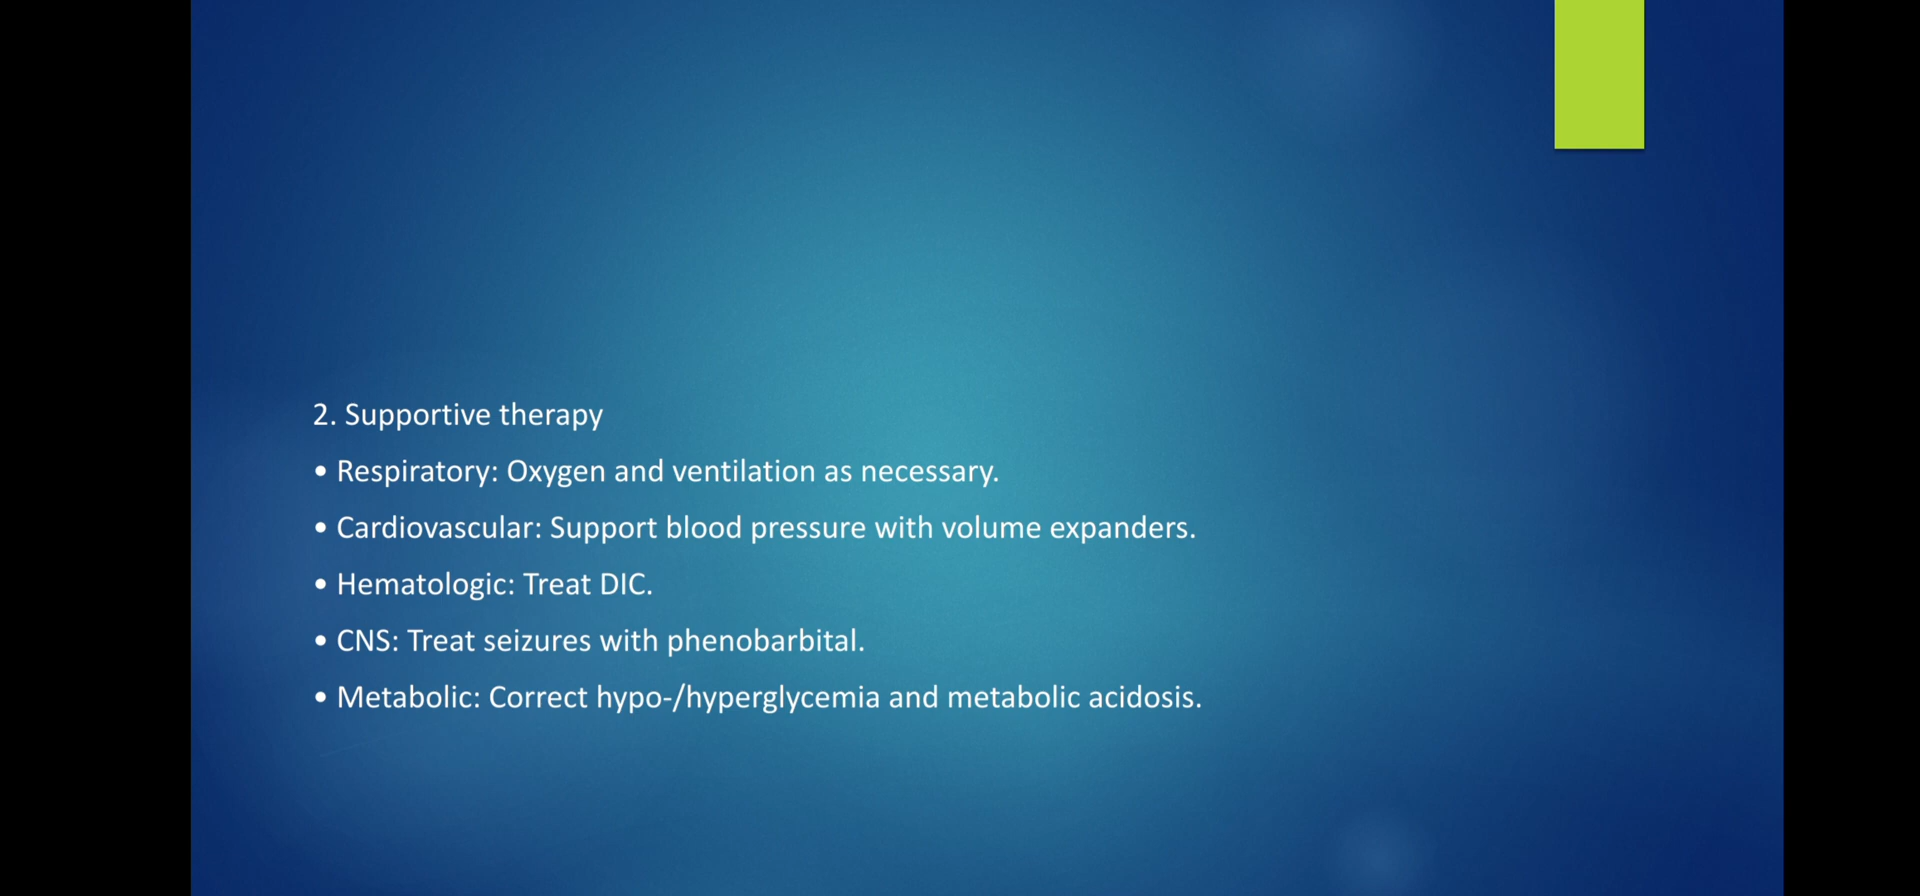 2. Supportive therapy
• Respiratory: Oxygen and ventilation as necessary.
• Cardiovascular: Support blood pressure with volume expanders.
• Hematologic: Treat DIC.
• CNS: Treat seizures with phenobarbital.
• Metabolic: Correct hypo-/hyperglycemia and metabolic acidosis.